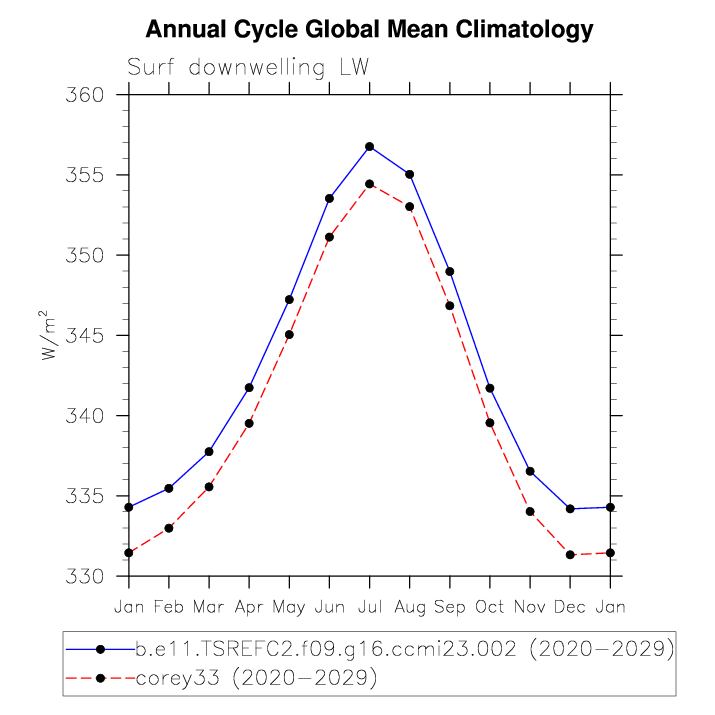 Annual Cycle Global Mean Climatology
Surf downwelling LW
360
355
350
345
340
335
330
W/m²
Jan Feb Mar Apr May Jun Jul Aug Sep Oct Nov Dec Jan
b.e11.TSREFC2.f09.g16.ccmi23.002 (2020-2029)
corey33 (2020-2029)